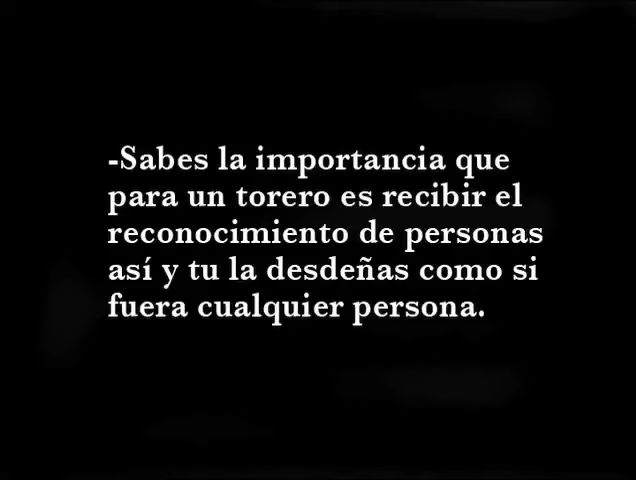 -Sabes la importancia que
para un torero es recibir el
reconocimiento de personas
así y tu la desdeñas como si
fuera cualquier persona.